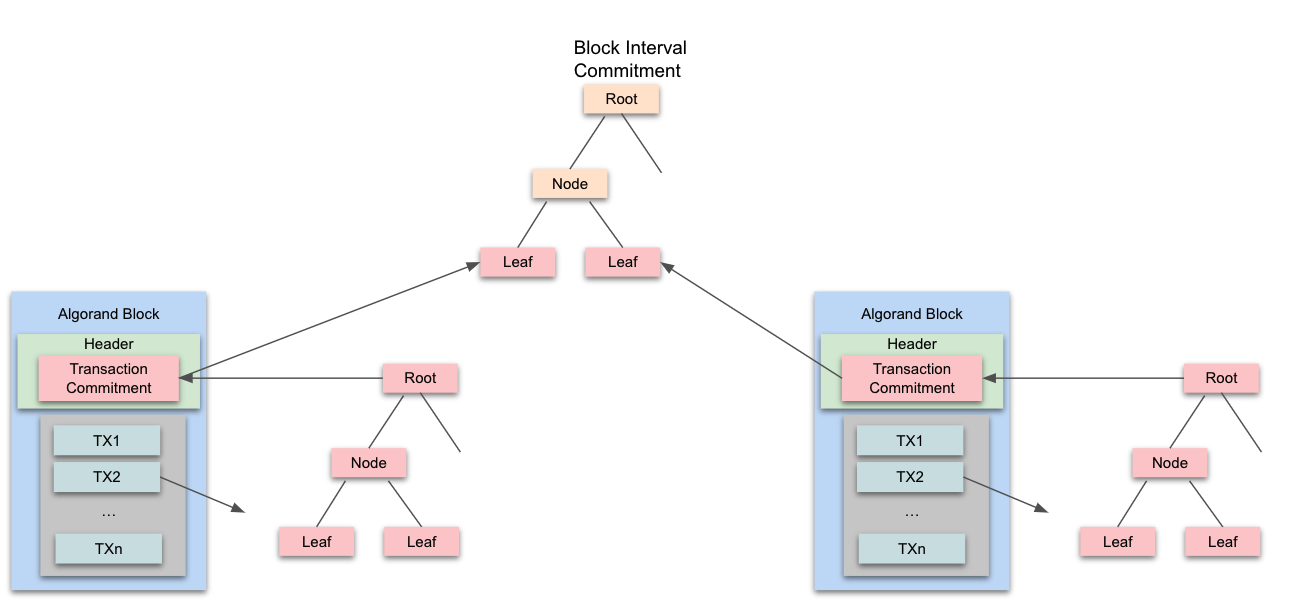 Block Interval
Commitment
Root
Node
Leaf
Leaf
Algorand Block
Header
Transaction
Commitment
TX1
TX2
...
TXn
Root
Node
Leaf
Leaf
Algorand Block
Header
Transaction
Commitment
TX1
TX2
...
TXn
Root
Node
Leaf
Leaf